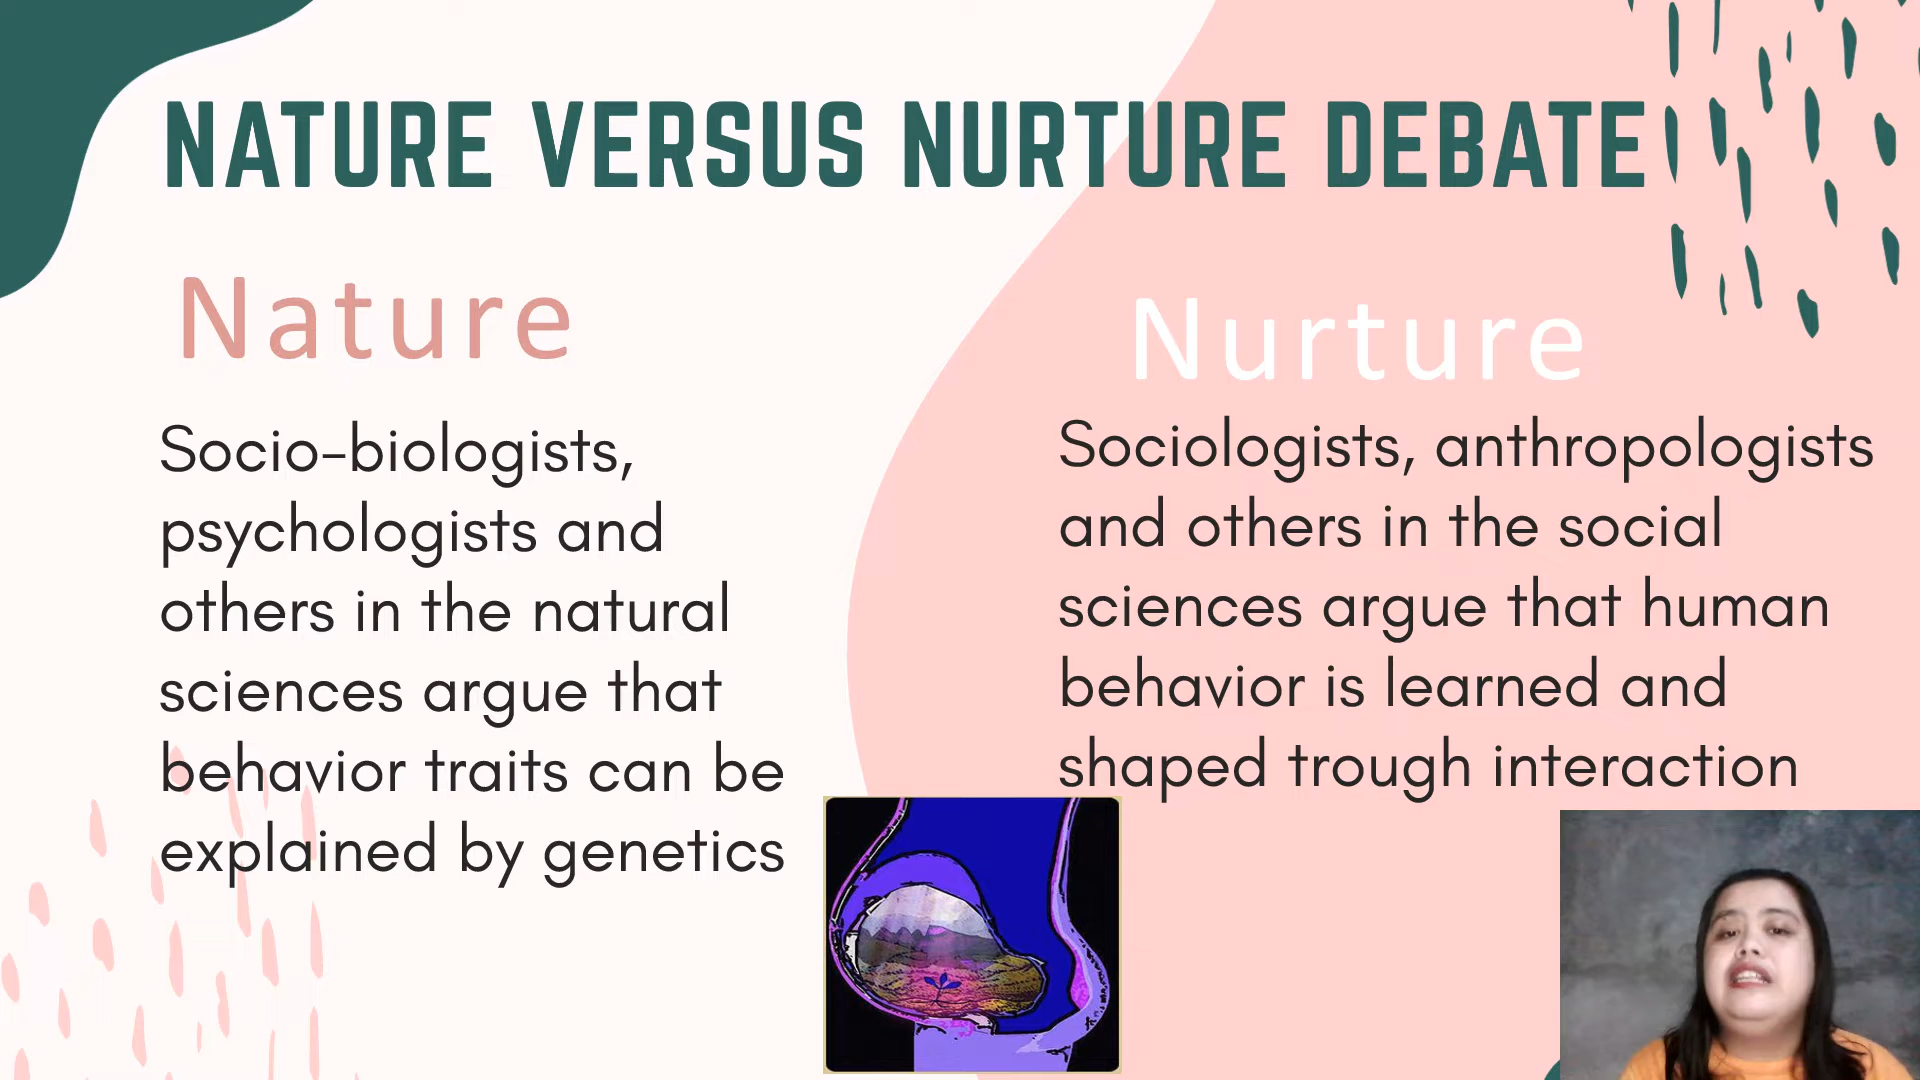 NATURE VERSUS NURTURE DEBATE
Nature
Socio-biologists,
psychologists and
others in the natural
sciences argue that
behavior traits can be
explained by genetics
Nurture
Sociologists, anthropologists
and others in the social
sciences argue that human
behavior is learned and
shaped trough interaction